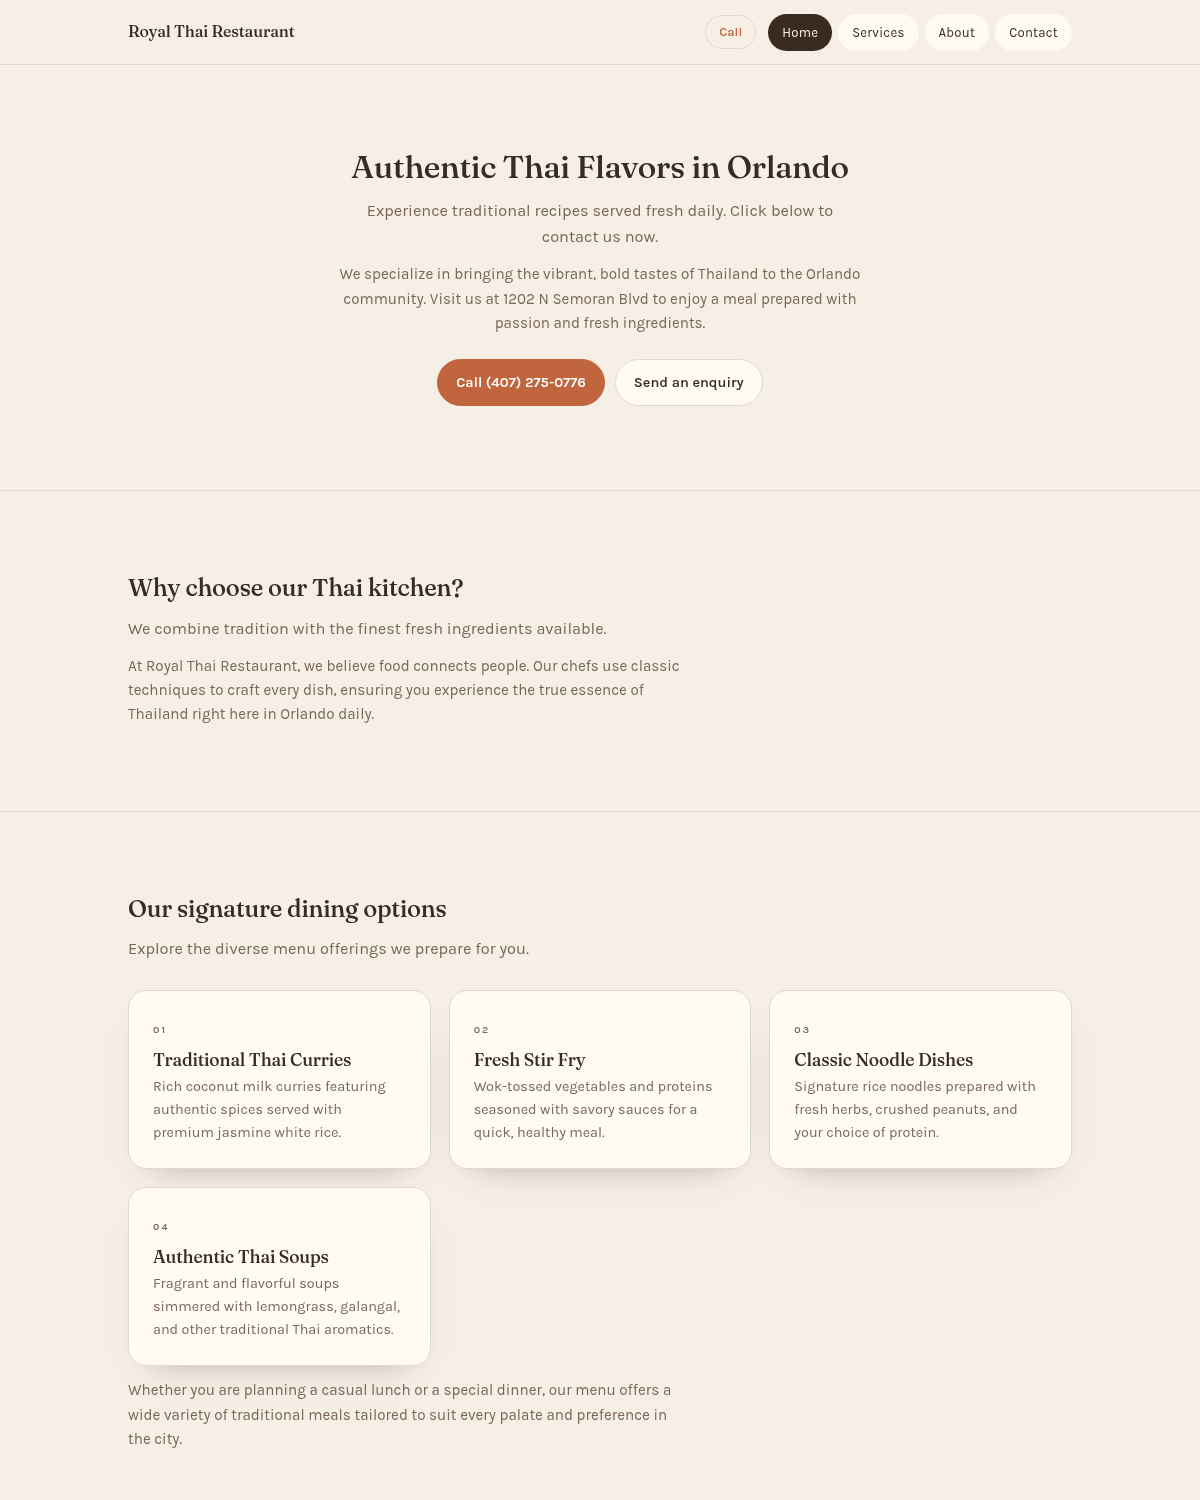 Royal Thai Restaurant
Call
Home
Services
About
Contact
Authentic Thai Flavors in Orlando
Experience traditional recipes served fresh daily. Click below to
contact us now.
We specialize in bringing the vibrant, bold tastes of Thailand to the Orlando
community. Visit us at 1202 N Semoran Blvd to enjoy a meal prepared with
passion and fresh ingredients.
Call (407) 275-0776
Send an enquiry
Why choose our Thai kitchen?
We combine tradition with the finest fresh ingredients available.
At Royal Thai Restaurant, we believe food connects people. Our chefs use classic
techniques to craft every dish, ensuring you experience the true essence of
Thailand right here in Orlando daily.
Our signature dining options
Explore the diverse menu offerings we prepare for you.
01
Traditional Thai Curries
Rich coconut milk curries featuring
authentic spices served with
premium jasmine white rice.
02
Fresh Stir Fry
Wok-tossed vegetables and proteins
seasoned with savory sauces for a
quick, healthy meal.
03
Classic Noodle Dishes
Signature rice noodles prepared with
fresh herbs, crushed peanuts, and
your choice of protein.
04
Authentic Thai Soups
Fragrant and flavorful soups
simmered with lemongrass, galangal,
and other traditional Thai aromatics.
Whether you are planning a casual lunch or a special dinner, our menu offers a
wide variety of traditional meals tailored to suit every palate and preference in
the city.